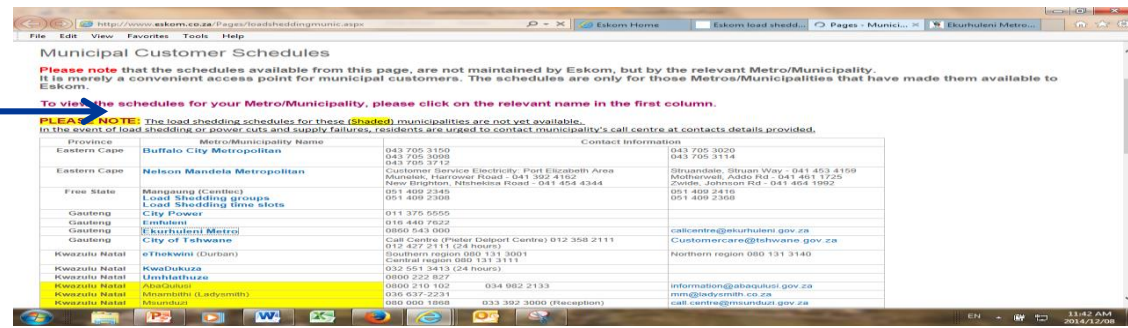 http://www.eskom.co.za/Pages/loadsheddingmunic.aspx
Eskom Home
Eskom load shedd...
Pages - Munici...
Ekurhuleni Metro...
File Edit View Favorites Tools Help
Municipal Customer Schedules
Please note that the schedules available from this page, are not maintained by Eskom, but by the relevant Metro/Municipality.
It is merely a convenient access point for municipal customers. The schedules are only for those Metros/Municipalities that have made them available to
Eskom.
To view the schedules for your Metro/Municipality, please click on the relevant name in the first column.
PLEASE NOTE: The load shedding schedules for these (Shaded) municipalities are not yet available.
In the event of load shedding or power cuts and supply failures, residents are urged to contact municipality's call centre at contacts details provided.
Province Metro/Municipality Name Contact Information
Eastern Cape Buffalo City Metropolitan 043 705 3150 043 705 3020
043 705 3098 043 705 3114
043 705 3712
Eastern Cape Nelson Mandela Metropolitan Customer Service Electricity: Port Elizabeth Area Struandale, Struan Way - 041 453 4159
Munelek, Harrower Road - 041 392 4162 Motherwell, Addo Rd - 041 461 1725
New Brighton, Ntshekisa Road - 041 454 4344 Zwide, Johnson Rd - 041 464 1992
Free State Mangaung (Centlec) 051 409 2345 051 409 2416
Load Shedding groups 051 409 2308 051 409 2368
Load Shedding time slots
Gauteng City Power 011 375 5555
Gauteng Emfuleni 016 440 7622
Gauteng Ekurhuleni Metro 0860 543 000 callcentre@ekurhuleni.gov.za
Gauteng City of Tshwane Call Centre (Pieter Delport Centre) 012 358 2111 Customercare@tshwane.gov.za
012 427 2111 (24 hours)
Kwazulu Natal eThekwini (Durban) Southern region 080 131 3001 Northern region 080 131 3140
Central region 080 131 3111
Kwazulu Natal KwaDukuza 032 551 3413 (24 hours)
Kwazulu Natal Umhlathuze 0800 222 827
Kwazulu Natal AbaQulusi 0800 210 102 034 982 2133 information@abaqulusi.gov.za
Kwazulu Natal Mnambithi (Ladysmith) 036 637-2231 mm@ladysmith.co.za
Kwazulu Natal Msunduzi 080 000 1868 033 392 3000 (Reception) call.centre@msunduzi.gov.za
EN
11:42 AM
2014/12/08